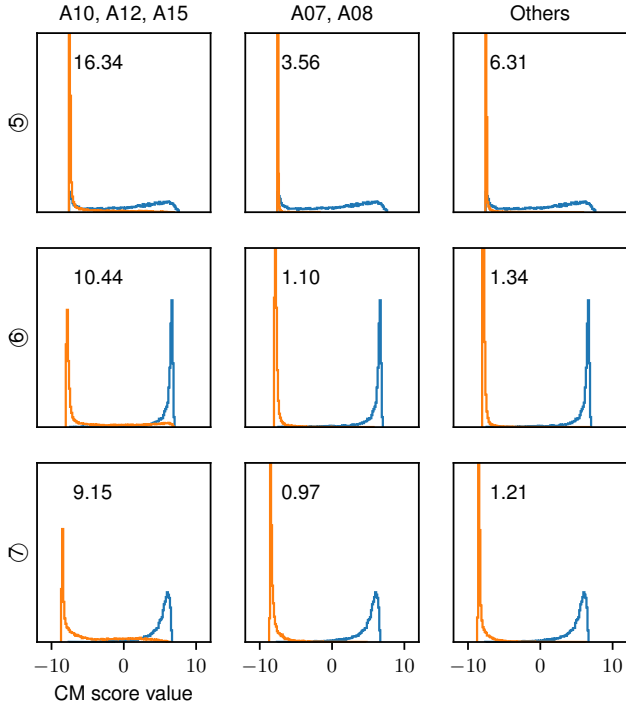 A10, A12, A15 A07, A08 Others
⑤ 16.34 3.56 6.31
⑥ 10.44 1.10 1.34
⑦ 9.15 0.97 1.21
−10 0 10 −10 0 10 −10 0 10
CM score value